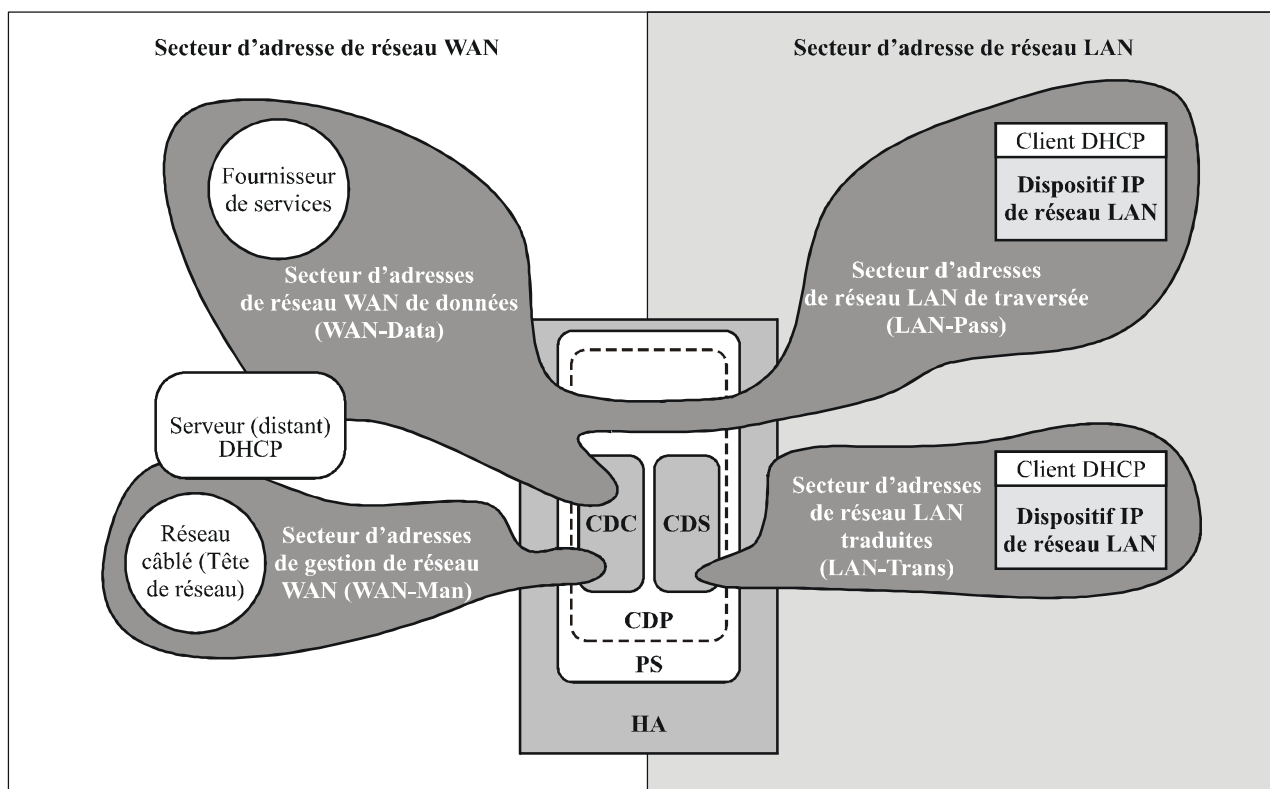 Secteur d'adresse de réseau WAN
Secteur d'adresse de réseau LAN
Fournisseur
de services
Secteur d'adresses
de réseau WAN de données
(WAN-Data)
Client DHCP
Dispositif IP
de réseau LAN
Secteur d'adresses
de réseau LAN de traversée
(LAN-Pass)
Serveur (distant)
DHCP
Réseau
câblé (Tête
de réseau)
Secteur d'adresses
de gestion de réseau
WAN (WAN-Man)
CDC
CDS
CDP
PS
HA
Secteur d'adresses
de réseau LAN
traduites
(LAN-Trans)
Client DHCP
Dispositif IP
de réseau LAN